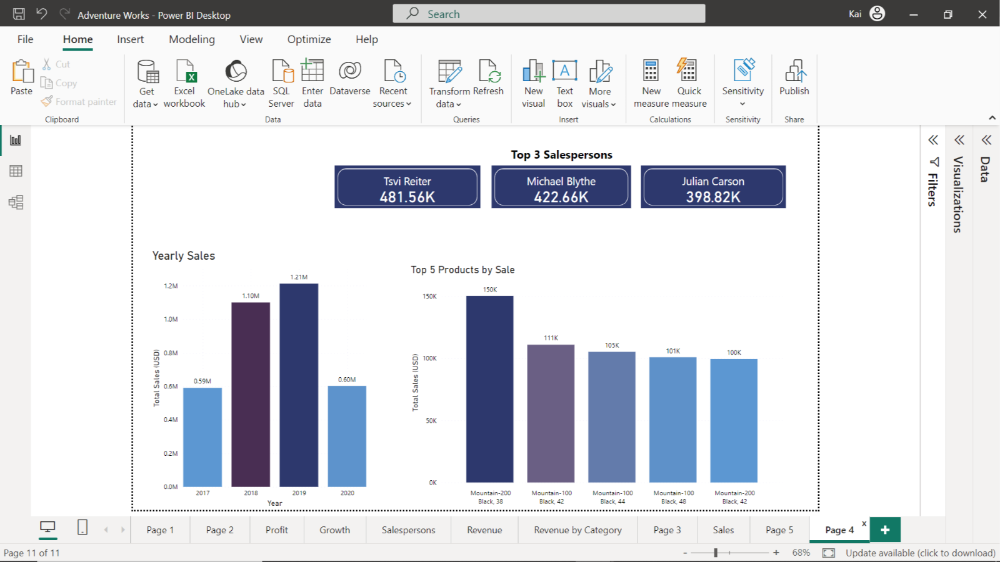 Adventure Works - Power BI Desktop
Search
Kai
File Home Insert Modeling View Optimize Help
Paste
Cut
Copy
Format painter
Clipboard
Get data
Excel workbook
OneLake data hub
SQL Server
Enter data
Dataverse
Recent sources
Data
Transform data
Refresh
Queries
New visual
Text box
More visuals
Insert
New measure
Quick measure
Calculations
Sensitivity
Sensitivity
Publish
Share
Top 3 Salespersons
Tsvi Reiter
481.56K
Michael Blythe
422.66K
Julian Carson
398.82K
Yearly Sales
Total Sales (USD)
1.2M
1.0M
0.8M
0.6M
0.4M
0.2M
0.0M
0.59M
1.10M
1.21M
0.60M
2017 2018 2019 2020
Year
Top 5 Products by Sale
Total Sales (USD)
150K
100K
50K
0K
150K
111K
105K
101K
100K
Mountain-200
Black, 38
Mountain-100
Black, 42
Mountain-100
Black, 44
Mountain-100
Black, 48
Mountain-200
Black, 42
Filters
Visualizations
Data
Page 1 Page 2 Profit Growth Salespersons Revenue Revenue by Category Page 3 Sales Page 5 Page 4 x +
Page 11 of 11
- + 68% Update available (click to download)